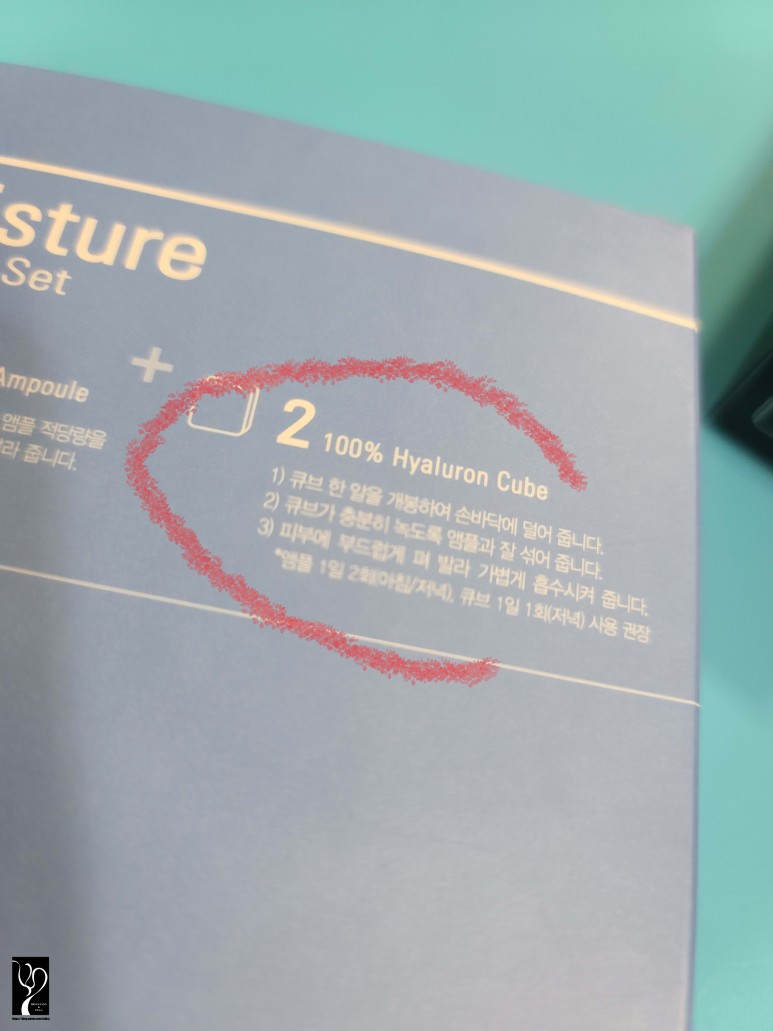 sture
Set
+
Ampoule
앰플 적당량을
라 줍니다.
2 100% Hyaluron Cube
1) 큐브 한 알을 개봉하여 손바닥에 덜어 줍니다.
2) 큐브가 충분히 녹도록 앰플과 잘 섞어 줍니다.
3) 피부에 부드럽게 펴 발라 가볍게 흡수시켜 줍니다.
*앰플 1일 2회(아침/저녁), 큐브 1일 1회(저녁) 사용 권장